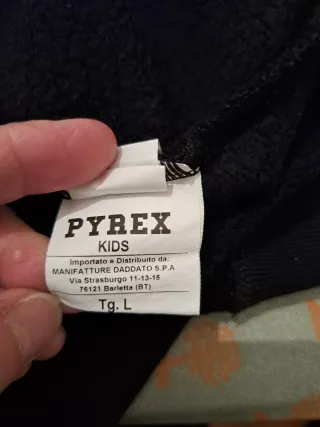 PYREX
KIDS
Importato e Distribuito da:
MANIFATTURE DADDATO S.P.A
Via Strasburgo 11-13-15
76121 Barletta (BT)
Tg. L